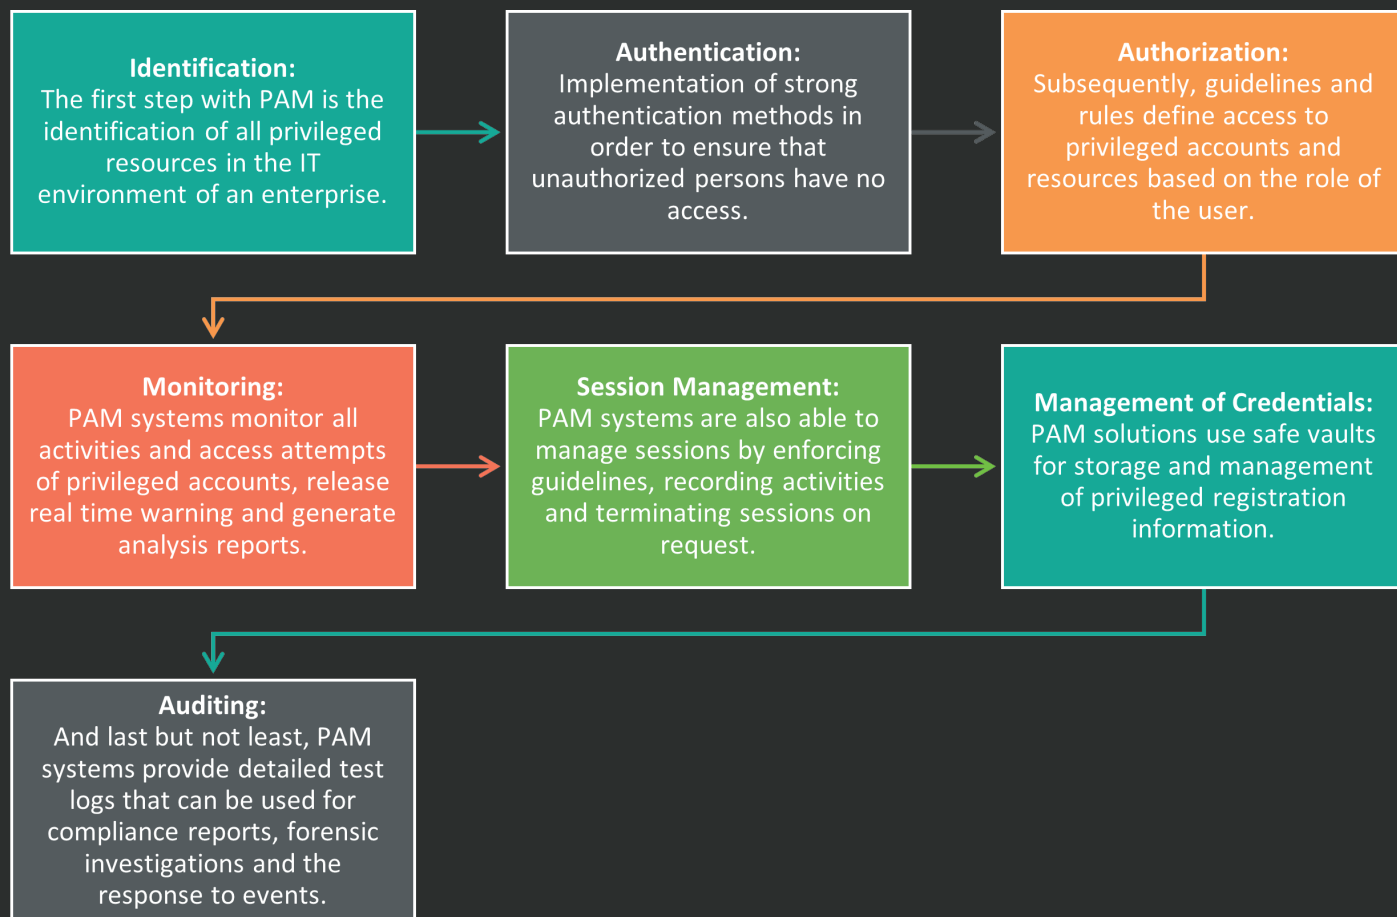 Identification:
The first step with PAM is the
identification of all privileged
resources in the IT
environment of an enterprise.
Authentication:
Implementation of strong
authentication methods in
order to ensure that
unauthorized persons have no
access.
Authorization:
Subsequently, guidelines and
rules define access to
privileged accounts and
resources based on the role of
the user.
Monitoring:
PAM systems monitor all
activities and access attempts
of privileged accounts, release
real time warning and generate
analysis reports.
Session Management:
PAM systems are also able to
manage sessions by enforcing
guidelines, recording activities
and terminating sessions on
request.
Management of Credentials:
PAM solutions use safe vaults
for storage and management
of privileged registration
information.
Auditing:
And last but not least, PAM
systems provide detailed test
logs that can be used for
compliance reports, forensic
investigations and the
response to events.